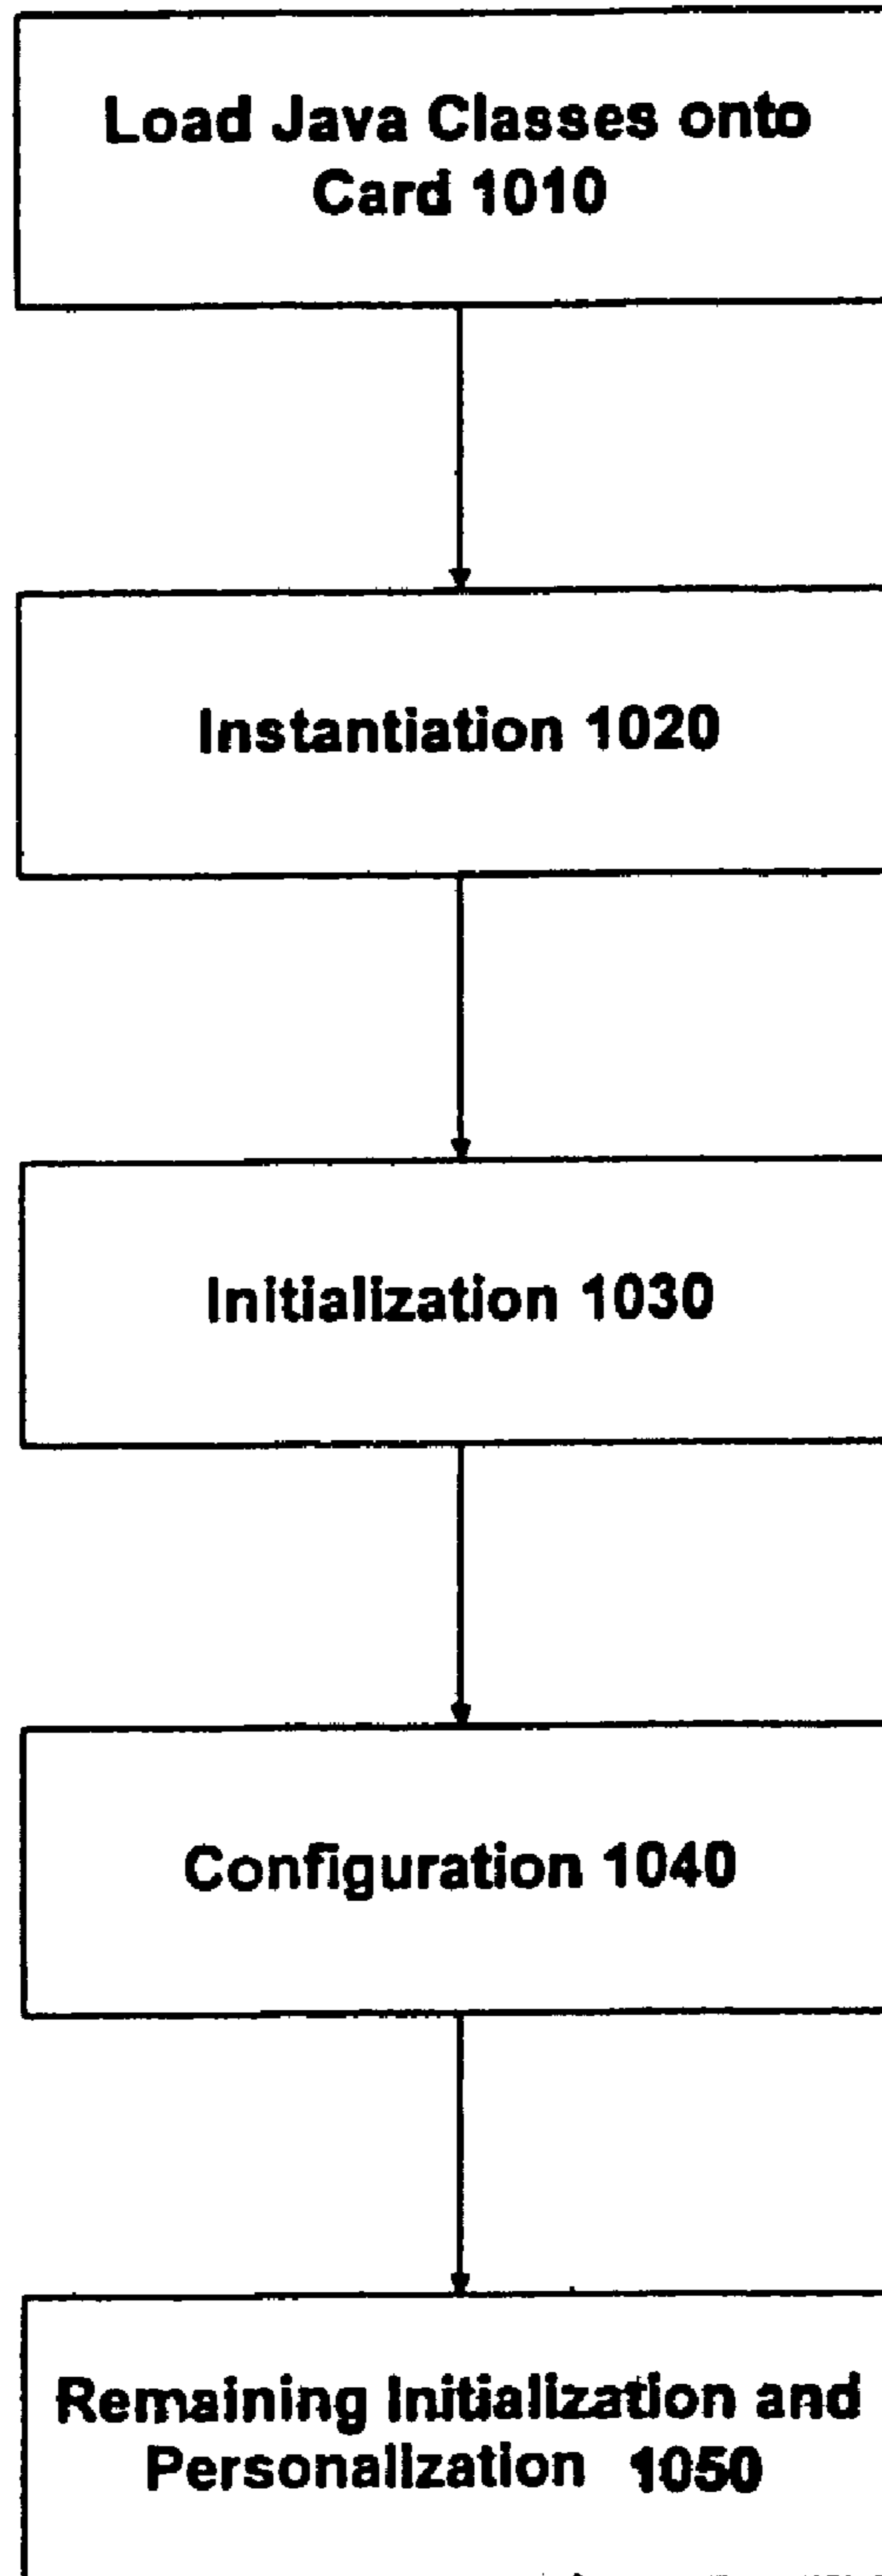 Load Java Classes onto
Card 1010
Instantiation 1020
Initialization 1030
Configuration 1040
Remaining Initialization and
Personalization 1050